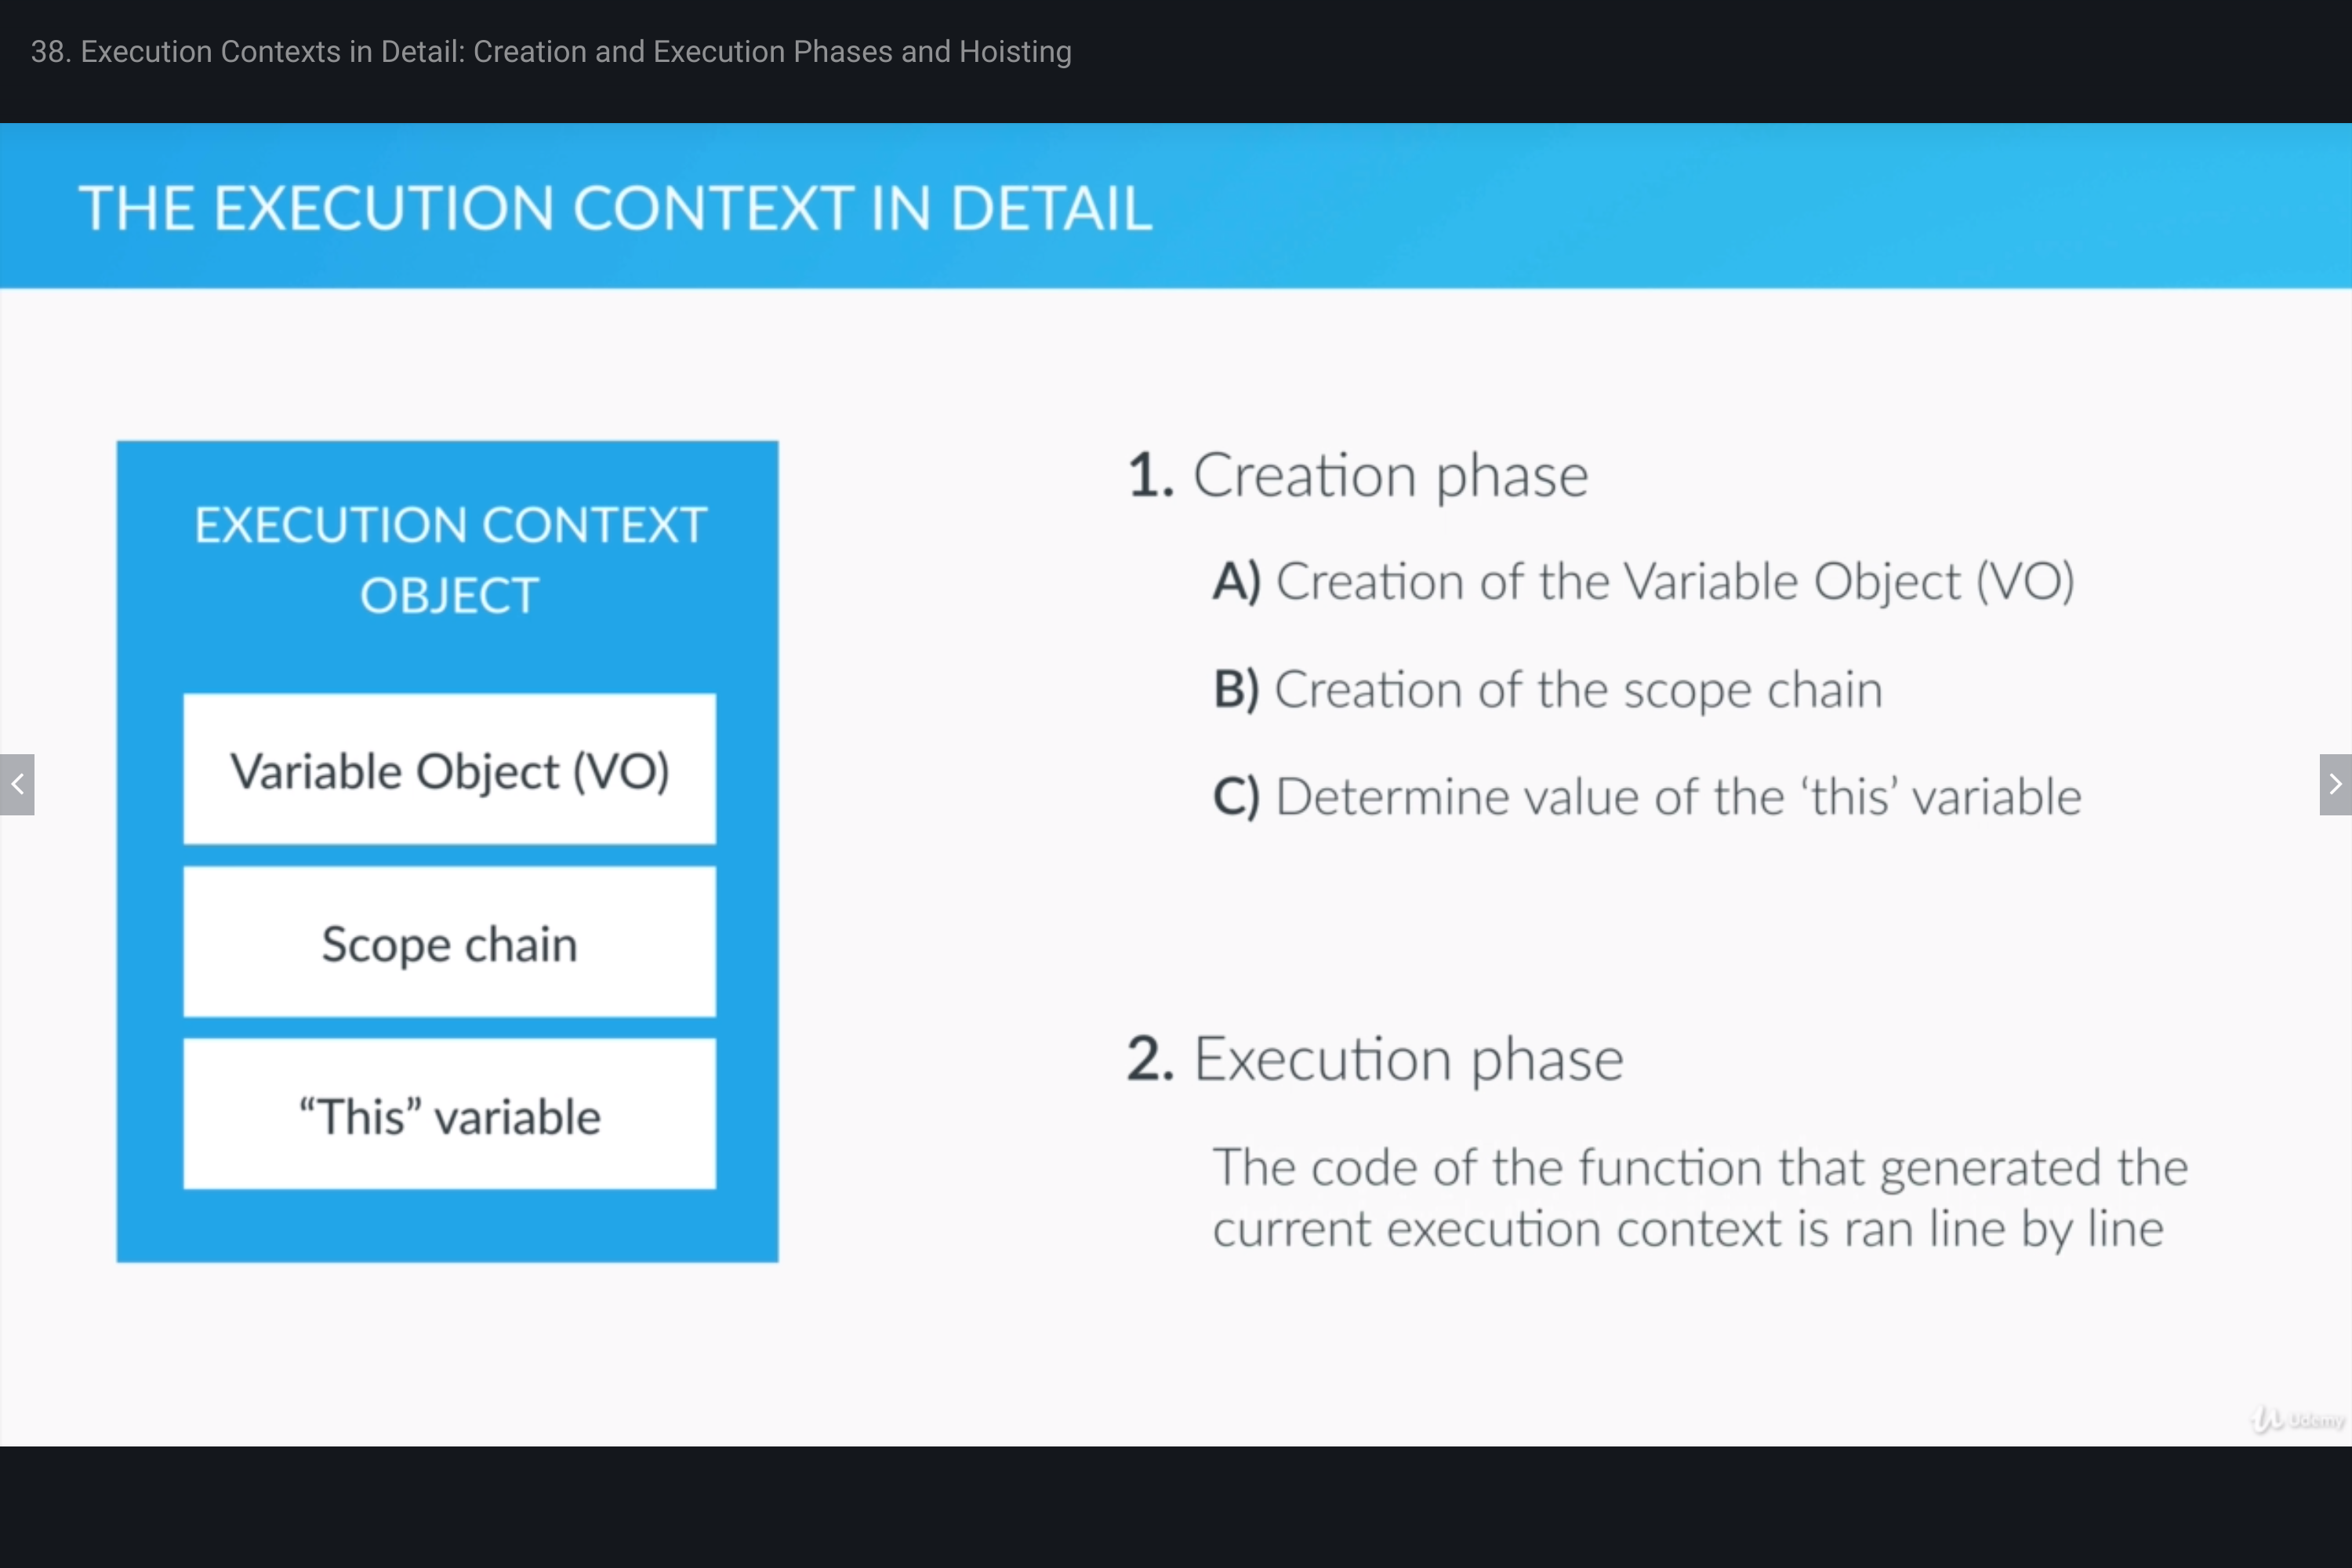 38. Execution Contexts in Detail: Creation and Execution Phases and Hoisting
THE EXECUTION CONTEXT IN DETAIL
EXECUTION CONTEXT
OBJECT
Variable Object (VO)
Scope chain
“This” variable
1. Creation phase
A) Creation of the Variable Object (VO)
B) Creation of the scope chain
C) Determine value of the ‘this’ variable
2. Execution phase
The code of the function that generated the
current execution context is ran line by line
Udemy